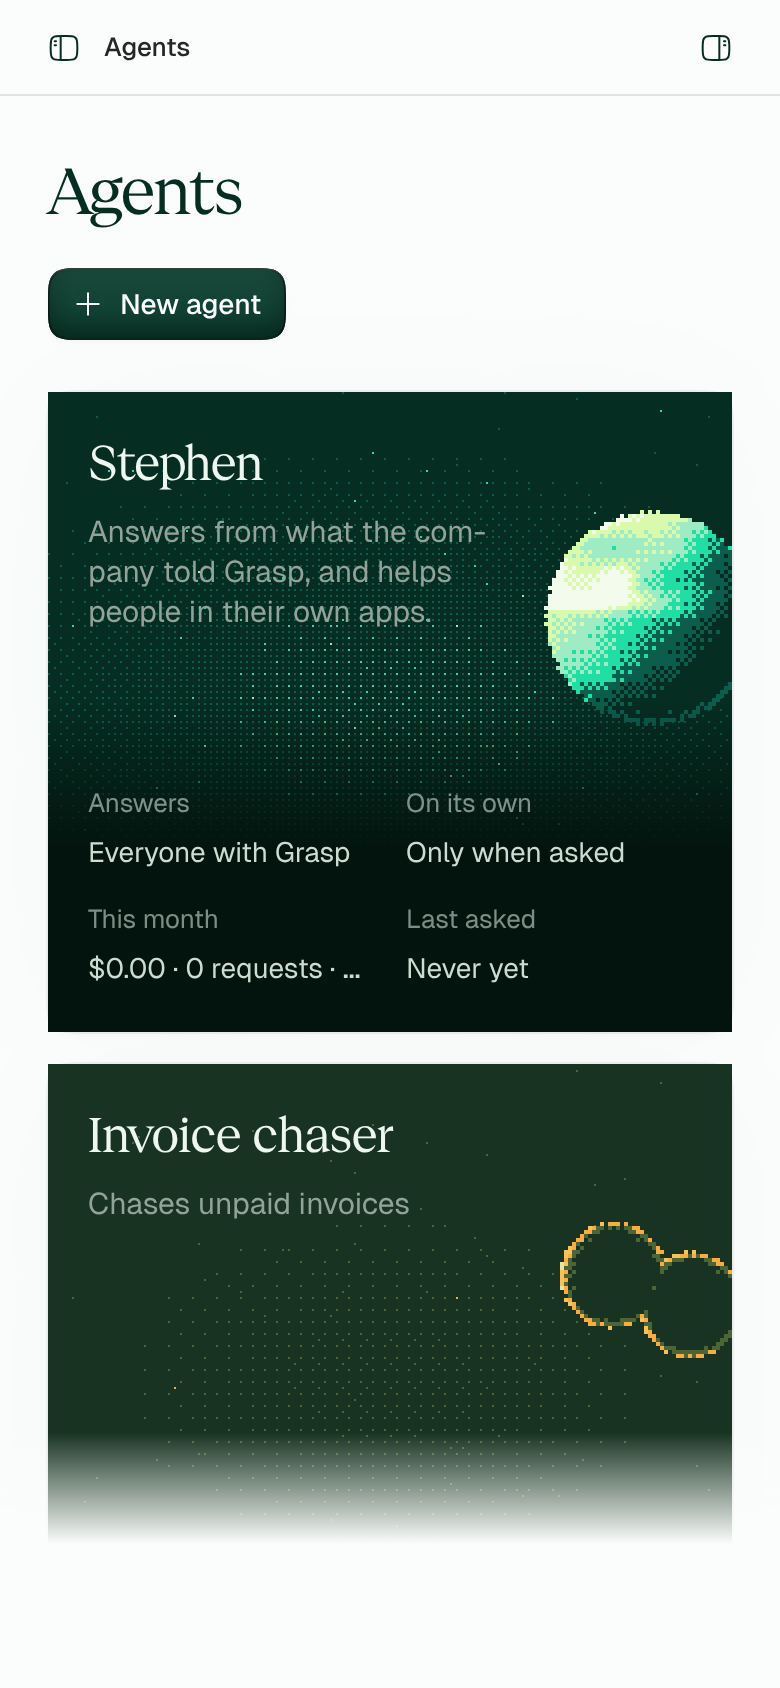 Agents
Agents
New agent
Stephen
Answers from what the com-
pany told Grasp, and helps
people in their own apps.
Answers
On its own
Everyone with Grasp
Only when asked
This month
Last asked
$0.00 · 0 requests · ...
Never yet
Invoice chaser
Chases unpaid invoices